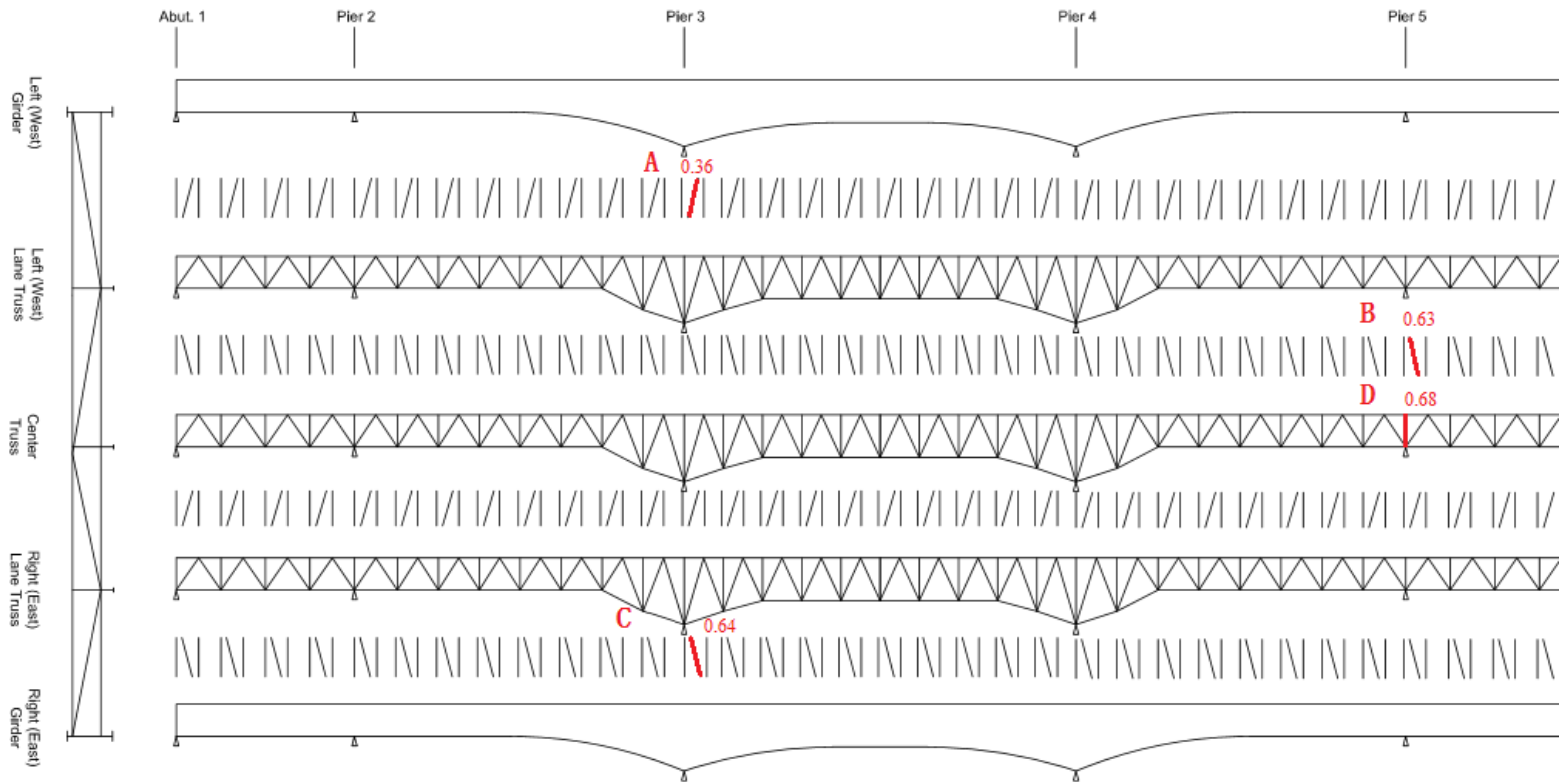 Abut. 1
Pier 2
Pier 3
Pier 4
Pier 5
Left (West)
Girder
A 0.36
Left (West)
Lane Truss
B 0.63
Center
Truss
D 0.68
Right (East)
Lane Truss
C 0.64
Right (East)
Girder